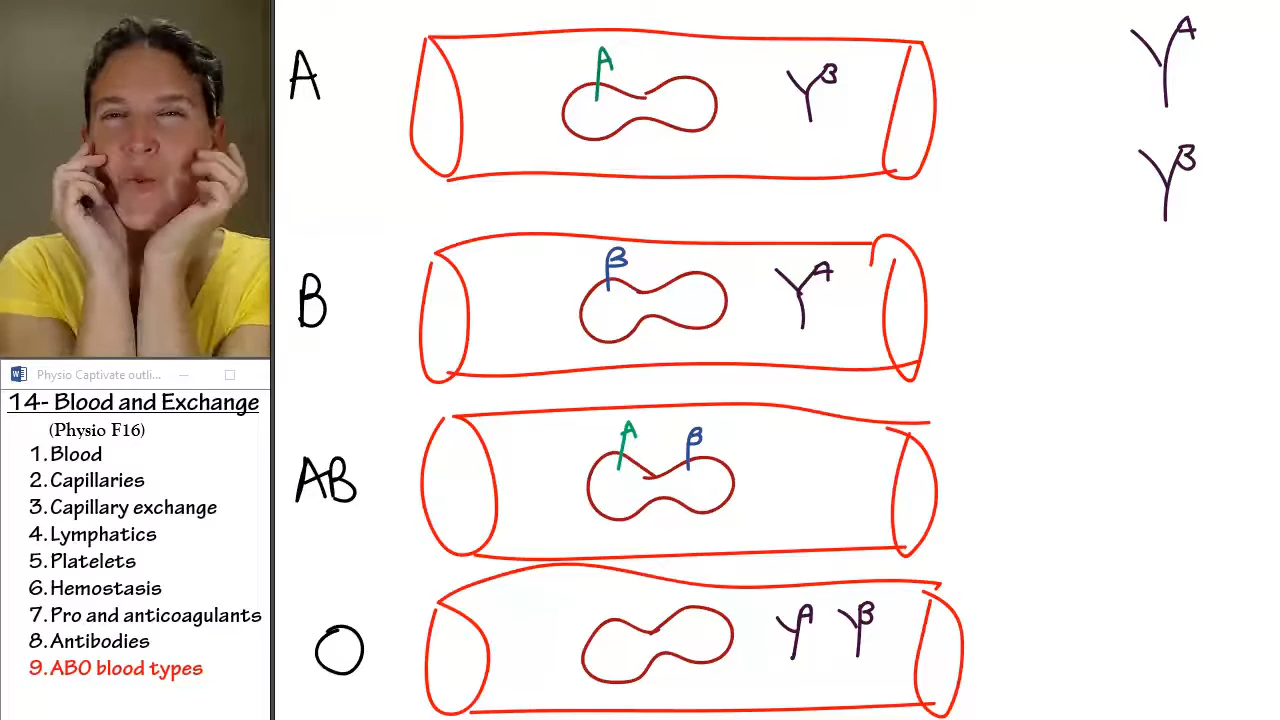 A
A
B
A
B
B
B
A
AB
A
B
O
A
B
Physio Captivate outli...
14- Blood and Exchange
(Physio F16)
1. Blood
2. Capillaries
3. Capillary exchange
4. Lymphatics
5. Platelets
6. Hemostasis
7. Pro and anticoagulants
8. Antibodies
9. ABO blood types